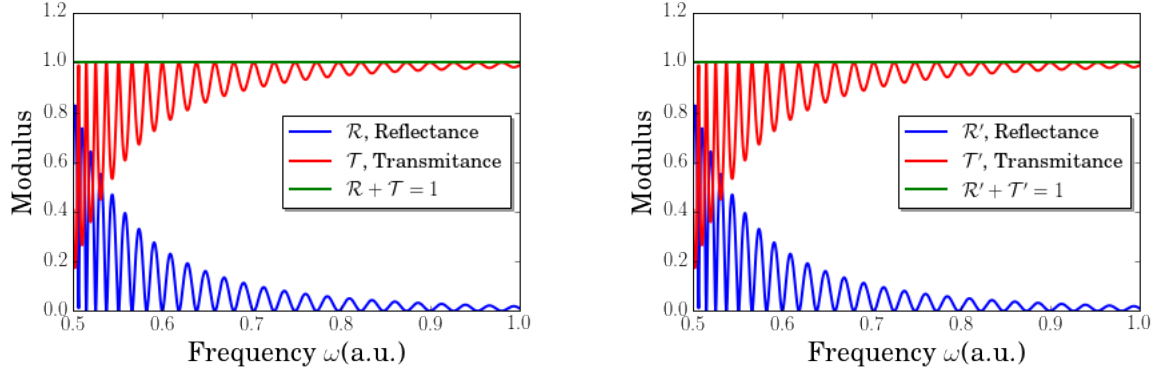 1.2
1.0
0.8
0.6
0.4
0.2
0.0
Modulus
ℛ, Reflectance
𝒯, Transmitance
ℛ + 𝒯 = 1
0.5 0.6 0.7 0.8 0.9 1.0
Frequency ω(a.u.)
1.2
1.0
0.8
0.6
0.4
0.2
0.0
Modulus
ℛ′, Reflectance
𝒯′, Transmitance
ℛ′ + 𝒯′ = 1
0.5 0.6 0.7 0.8 0.9 1.0
Frequency ω(a.u.)